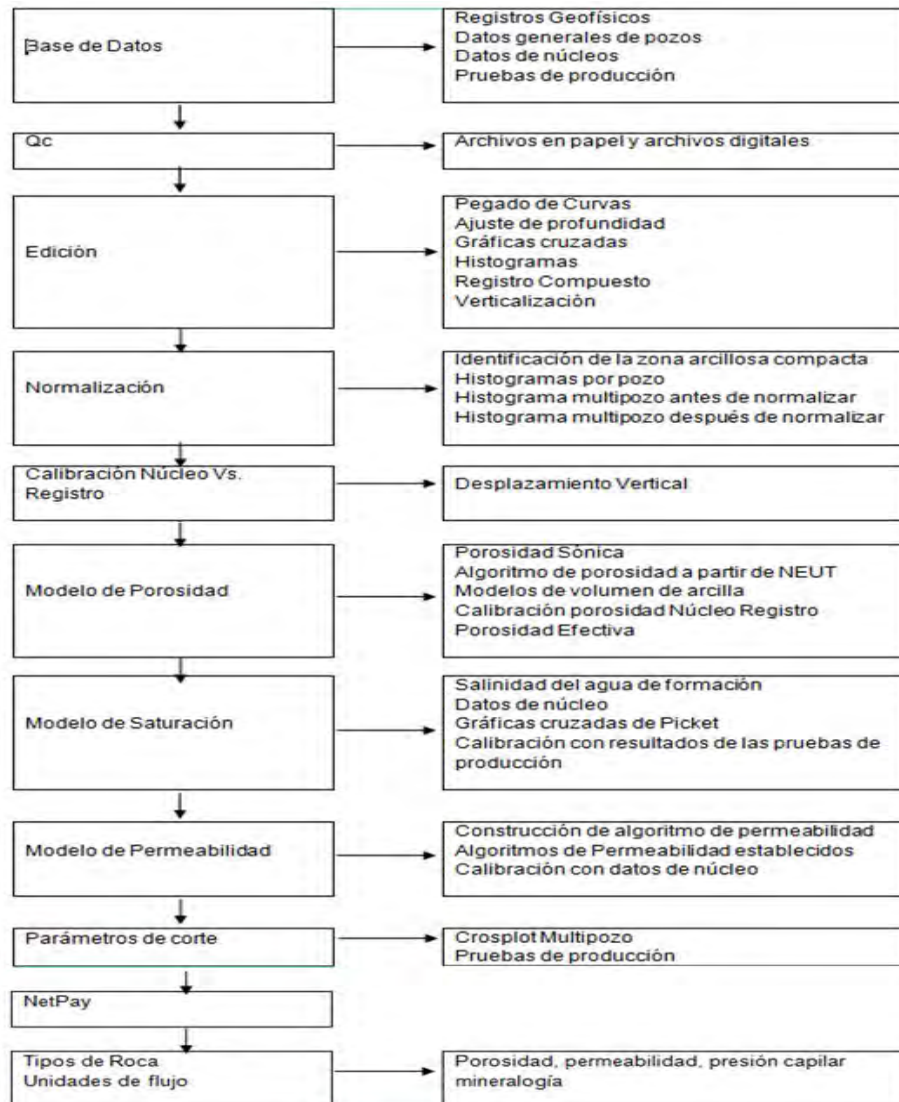 Base de Datos
Registros Geofísicos
Datos generales de pozos
Datos de núcleos
Pruebas de producción
Qc
Archivos en papel y archivos digitales
Edición
Pegado de Curvas
Ajuste de profundidad
Gráficas cruzadas
Histogramas
Registro Compuesto
Verticalización
Normalización
Identificación de la zona arcillosa compacta
Histogramas por pozo
Histograma multipozo antes de normalizar
Histograma multipozo después de normalizar
Calibración Núcleo Vs.
Registro
Desplazamiento Vertical
Modelo de Porosidad
Porosidad Sónica
Algoritmo de porosidad a partir de NEUT
Modelos de volumen de arcilla
Calibración porosidad Núcleo Registro
Porosidad Efectiva
Modelo de Saturación
Salinidad del agua de formación
Datos de núcleo
Gráficas cruzadas de Picket
Calibración con resultados de las pruebas de
producción
Modelo de Permeabilidad
Construcción de algoritmo de permeabilidad
Algoritmos de Permeabilidad establecidos
Calibración con datos de núcleo
Parámetros de corte
Crosplot Multipozo
Pruebas de producción
NetPay
Tipos de Roca
Unidades de flujo
Porosidad, permeabilidad, presión capilar
mineralogía